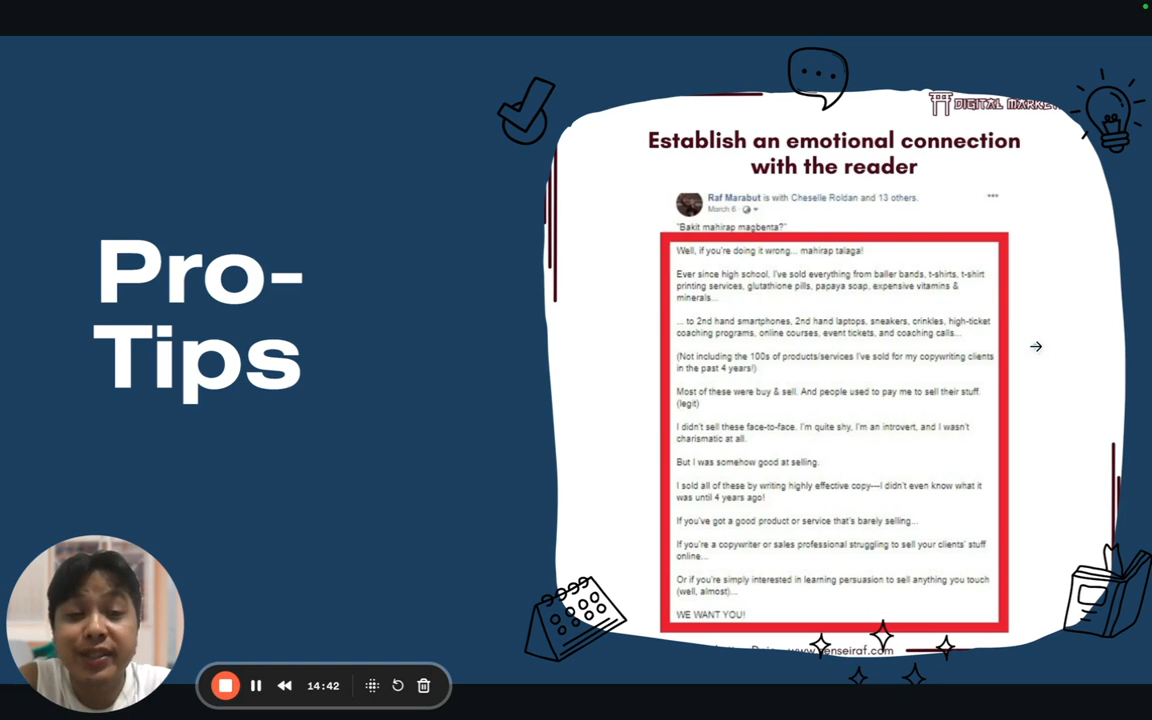 Pro-
Tips
DIGITAL MARKE
Establish an emotional connection
with the reader
Raf Marabut is with Cheselle Roldan and 13 others.
March 6
"Bakit mahirap magbenta?"
Well, if you're doing it wrong... mahirap talaga!
Ever since high school, I've sold everything from baller bands, t-shirts, t-shirt
printing services, glutathione pills, papaya soap, expensive vitamins &
minerals...
... to 2nd hand smartphones, 2nd hand laptops, sneakers, crinkles, high-ticket
coaching programs, online courses, event tickets, and coaching calls...
(Not including the 100s of products/services I've sold for my copywriting clients
in the past 4 years!)
Most of these were buy & sell. And people used to pay me to sell their stuff.
(legit)
I didn't sell these face-to-face. I'm quite shy, I'm an introvert, and I wasn't
charismatic at all.
But I was somehow good at selling.
I sold all of these by writing highly effective copy---I didn't even know what it
was until 4 years ago!
If you've got a good product or service that's barely selling...
If you're a copywriter or sales professional struggling to sell your clients' stuff
online...
Or if you're simply interested in learning persuasion to sell anything you touch
(well, almost)...
WE WANT YOU!
www.senseiraf.com
14:42